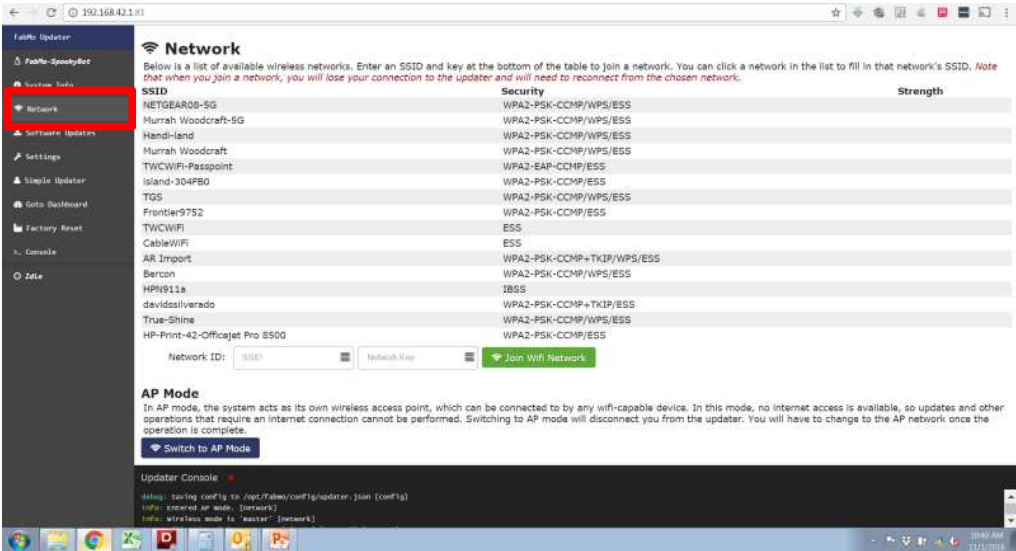 192.168.42.1:81
FabMo Updater
FabMo-SpookyBot
System Info
Network
Software Updates
Settings
Simple Updater
Goto Dashboard
Factory Reset
>_ Console
Idle
Network
Below is a list of available wireless networks. Enter an SSID and key at the bottom of the table to join a network. You can click a network in the list to fill in that network's SSID. Note
that when you join a network, you will lose your connection to the updater and will need to reconnect from the chosen network.
SSID Security Strength
NETGEAR08-5G WPA2-PSK-CCMP/WPS/ESS
Murrah Woodcraft-5G WPA2-PSK-CCMP/WPS/ESS
Handi-land WPA2-PSK-CCMP/WPS/ESS
Murrah Woodcraft WPA2-PSK-CCMP/WPS/ESS
TWCWiFi-Passpoint WPA2-EAP-CCMP/ESS
island-304FB0 WPA2-PSK-CCMP/ESS
TGS WPA2-PSK-CCMP/WPS/ESS
Frontier9752 WPA2-PSK-CCMP/ESS
TWCWiFi ESS
CableWiFi ESS
AR Import WPA2-PSK-CCMP+TKIP/WPS/ESS
Bercon WPA2-PSK-CCMP/WPS/ESS
HPN911a IBSS
davidssilverado WPA2-PSK-CCMP+TKIP/ESS
True-Shine WPA2-PSK-CCMP/WPS/ESS
HP-Print-42-Officejet Pro 8500 WPA2-PSK-CCMP/ESS
Network ID: SSID Network Key Join Wifi Network
AP Mode
In AP mode, the system acts as its own wireless access point, which can be connected to by any wifi-capable device. In this mode, no internet access is available, so updates and other
operations that require an internet connection cannot be performed. Switching to AP mode will disconnect you from the updater. You will have to change to the AP network once the
operation is complete.
Switch to AP Mode
Updater Console
debug: Saving config to /opt/fabmo/config/updater.json [config]
info: Entered AP mode. [network]
info: Wireless mode is 'master' [network]
10:40 AM
11/1/2016